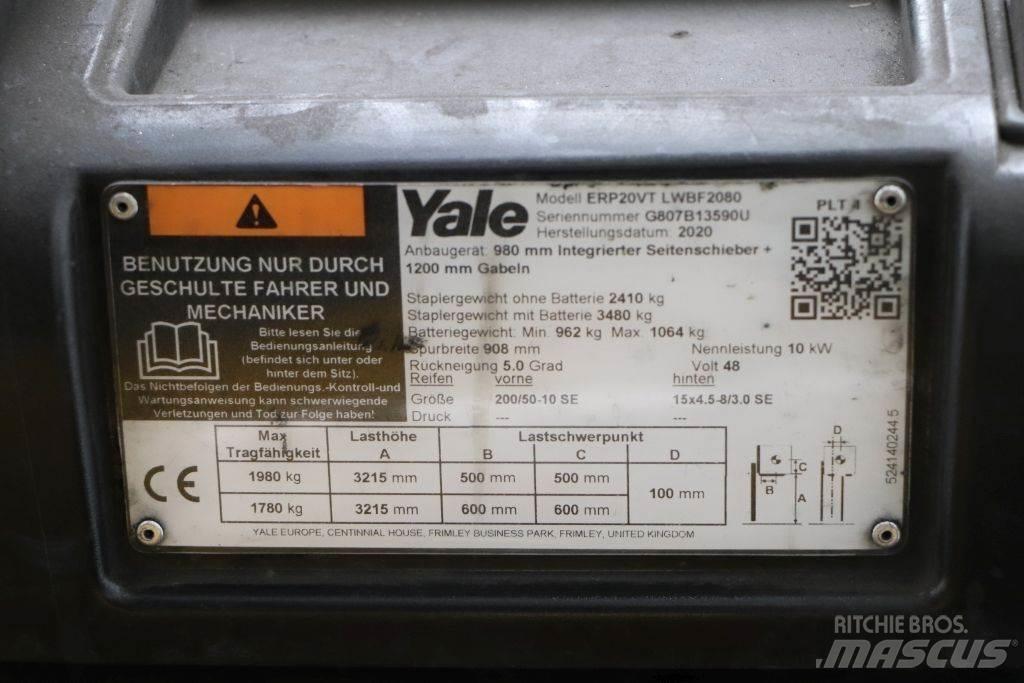 BENUTZUNG NUR DURCH
GESCHULTE FAHRER UND
MECHANIKER
Bitte lesen Sie die
Bedienungsanleitung
(befindet sich unter oder
hinter dem Sitz).
Das Nichtbefolgen der Bedienungs.-Kontroll-und
Wartungsanweisung kann schwerwiegende
Verletzungen und Tod zur Folge haben!
Yale
Modell ERP20VT LWBF2080
Seriennummer G807B13590U
Herstellungsdatum: 2020
PLT
Anbaugerät: 980 mm Integrierter Seitenschieber +
1200 mm Gabeln
Staplergewicht ohne Batterie 2410 kg
Staplergewicht mit Batterie 3480 kg
Batteriegewicht: Min. 962 kg Max. 1064 kg
Spurbreite 908 mm Nennleistung 10 kW
Rückneigung 5.0 Grad Volt 48
Reifen vorne hinten
Größe 200/50-10 SE 15x4.5-8/3.0 SE
Druck --- ---
Max Tragfähigkeit Lasthöhe A Lastschwerpunkt B C D
1980 kg 3215 mm 500 mm 500 mm 100 mm
1780 kg 3215 mm 600 mm 600 mm
CE
B C A D
524140244 5
YALE EUROPE, CENTINNIAL HOUSE, FRIMLEY BUSINESS PARK, FRIMLEY, UNITED KINGDOM
RITCHIE BROS.
MASCUS